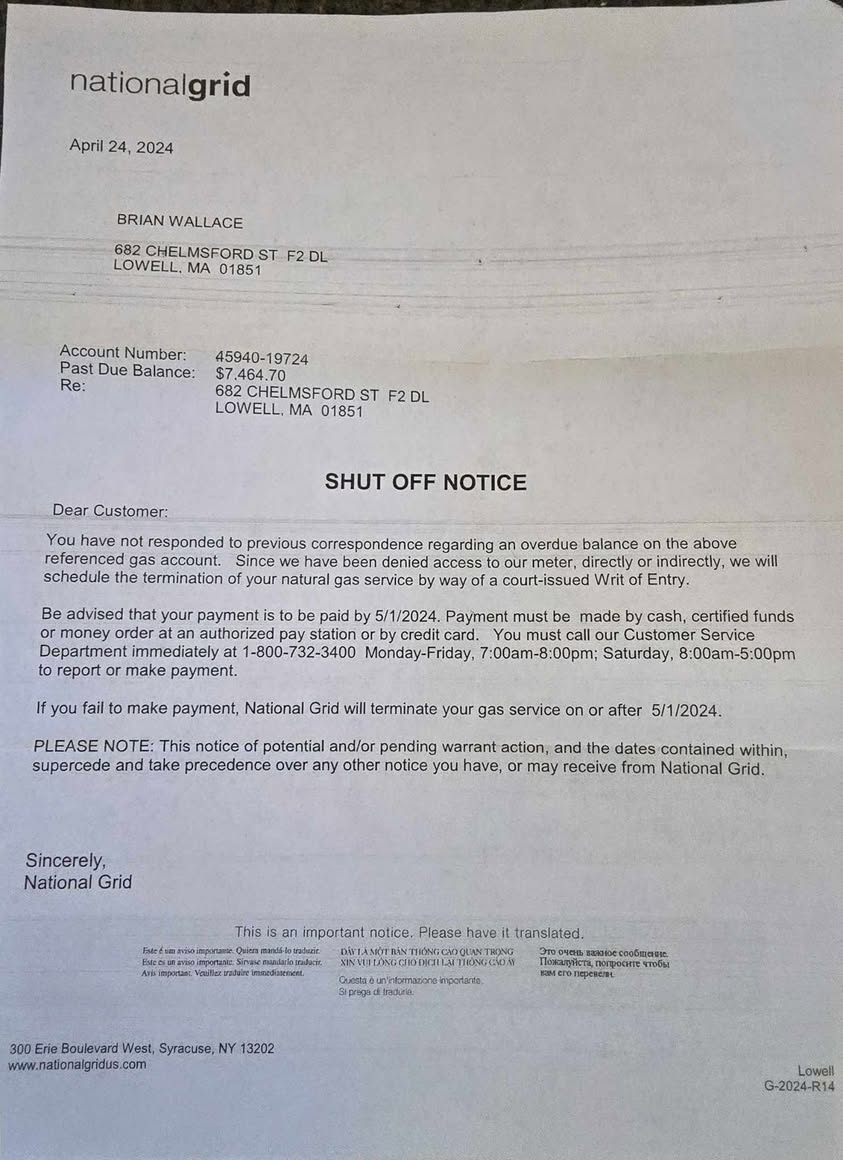 nationalgrid
April 24, 2024
BRIAN WALLACE
682 CHELMSFORD ST F2 DL
LOWELL, MA 01851
Account Number: 45940-19724
Past Due Balance: $7,464.70
Re: 682 CHELMSFORD ST F2 DL
LOWELL, MA 01851
SHUT OFF NOTICE
Dear Customer:
You have not responded to previous correspondence regarding an overdue balance on the above
referenced gas account. Since we have been denied access to our meter, directly or indirectly, we will
schedule the termination of your natural gas service by way of a court-issued Writ of Entry.
Be advised that your payment is to be paid by 5/1/2024. Payment must be made by cash, certified funds
or money order at an authorized pay station or by credit card. You must call our Customer Service
Department immediately at 1-800-732-3400 Monday-Friday, 7:00am-8:00pm; Saturday, 8:00am-5:00pm
to report or make payment.
If you fail to make payment, National Grid will terminate your gas service on or after 5/1/2024.
PLEASE NOTE: This notice of potential and/or pending warrant action, and the dates contained within,
supercede and take precedence over any other notice you have, or may receive from National Grid.
Sincerely,
National Grid
This is an important notice. Please have it translated.
Este é um aviso importante. Quiera mandá-lo traduzir.
Este es un aviso importante. Sirvase mandarlo traducir.
Avis important. Veuillez traduire immediatement.
DÂY LÀ MỘT BẢN THÔNG CÁO QUAN TRỌNG
XIN VUI LÒNG CHO DỊCH LẠI THÔNG CÁO ẤY
Questa è un'informazione importante,
Si prega di tradurla.
Это очень важное сообщение.
Пожалуйста, попросите чтобы
вам его перевели.
300 Erie Boulevard West, Syracuse, NY 13202
www.nationalgridus.com
Lowell
G-2024-R14